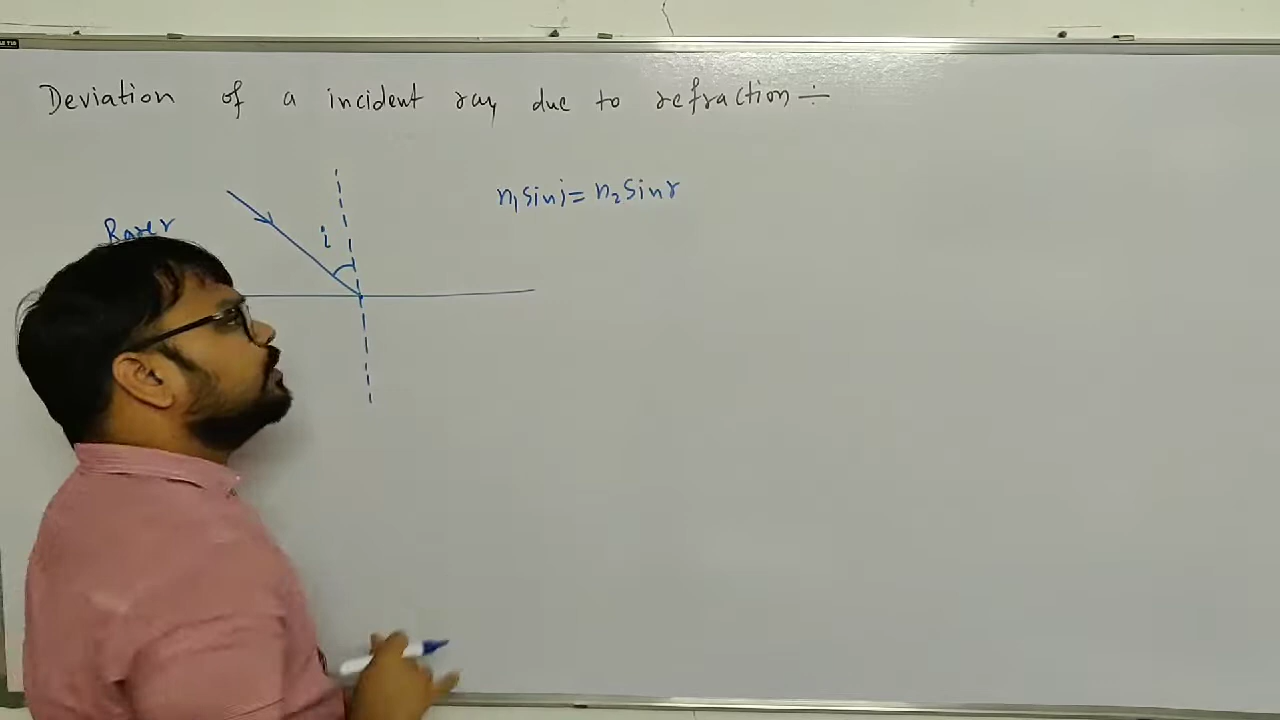 Deviation of a incident ray due to refraction ÷
n₁ sin i = n₂ sin r
Rarer
i